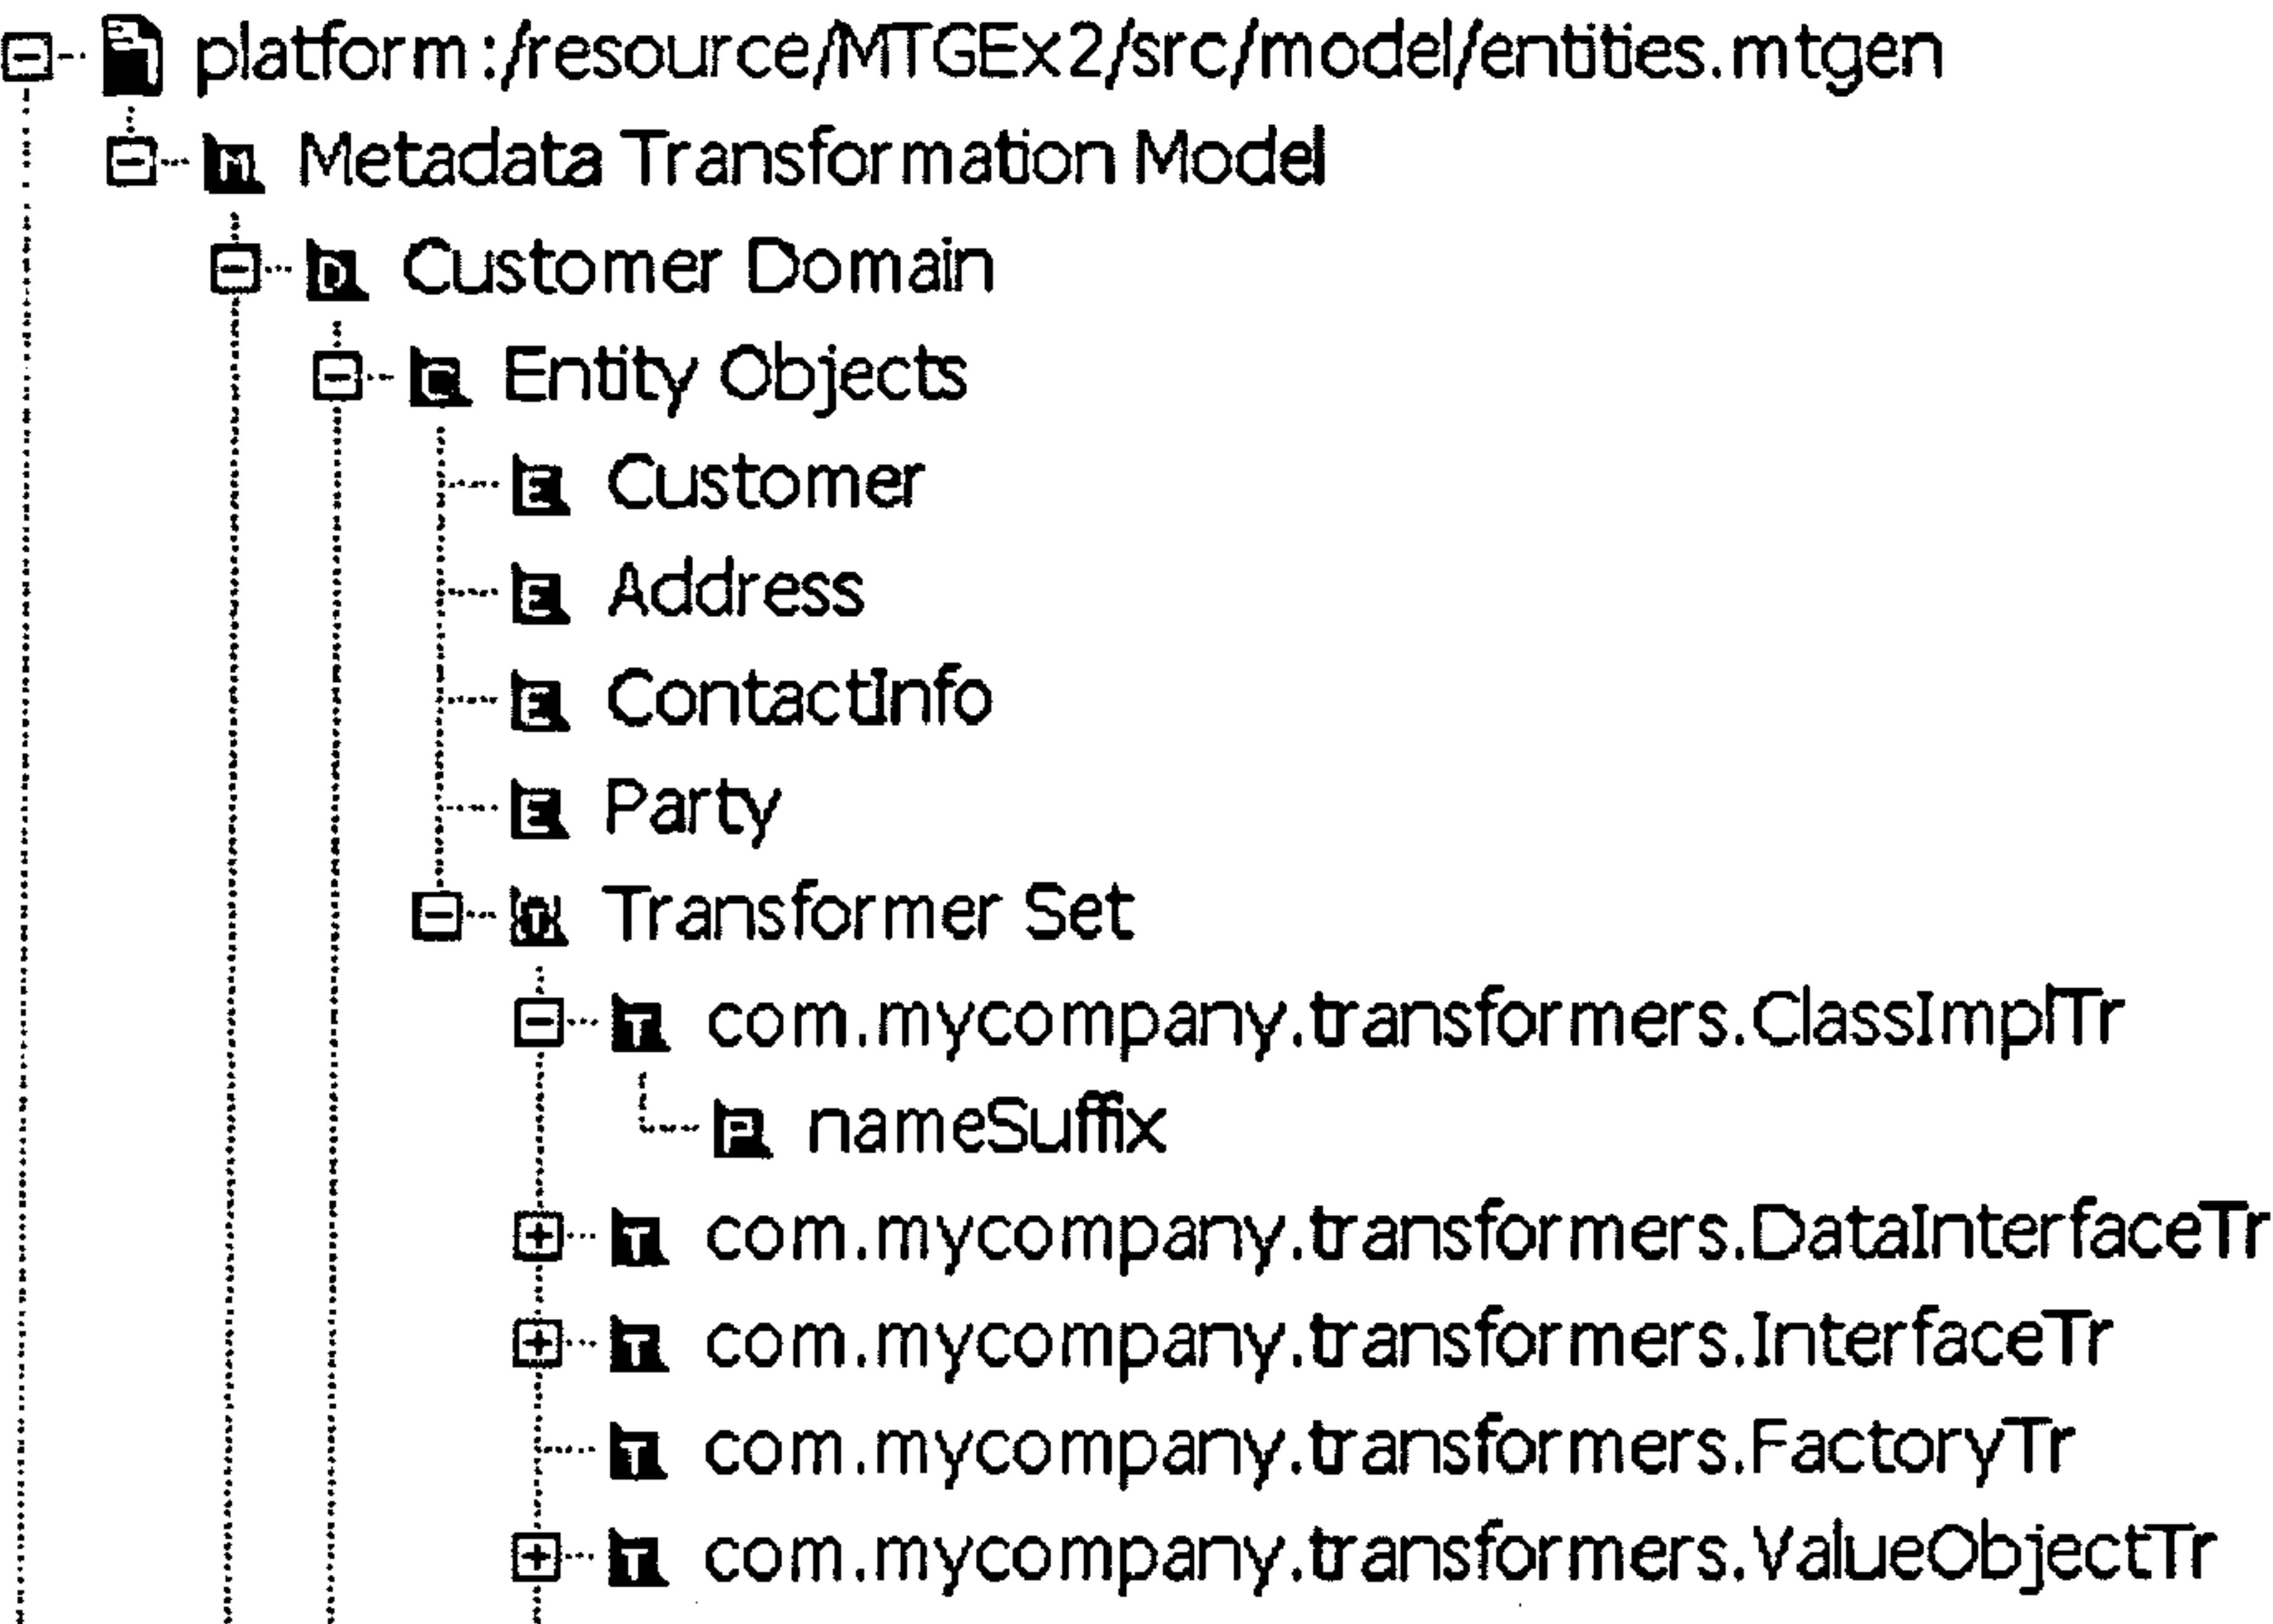 platform:/resource/MTGEx2/src/model/entities.mtgen
M Metadata Transformation Model
D Customer Domain
C Entity Objects
E Customer
E Address
E ContactInfo
E Party
T Transformer Set
T com.mycompany.transformers.ClassImplTr
P nameSuffix
T com.mycompany.transformers.DataInterfaceTr
T com.mycompany.transformers.InterfaceTr
T com.mycompany.transformers.FactoryTr
T com.mycompany.transformers.ValueObjectTr